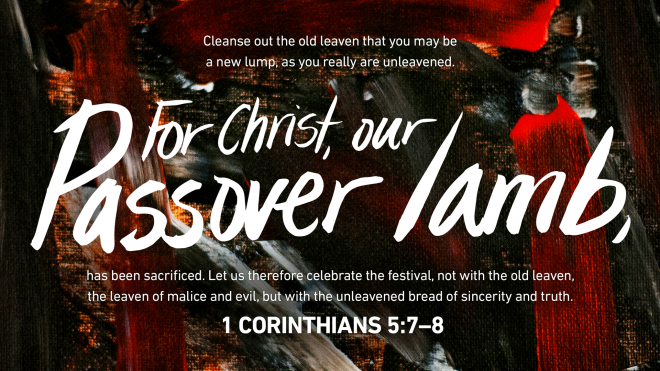 Cleanse out the old leaven that you may be
a new lump, as you really are unleavened.
For Christ, our
Passover lamb,
has been sacrificed. Let us therefore celebrate the festival, not with the old leaven,
the leaven of malice and evil, but with the unleavened bread of sincerity and truth.
1 CORINTHIANS 5:7–8